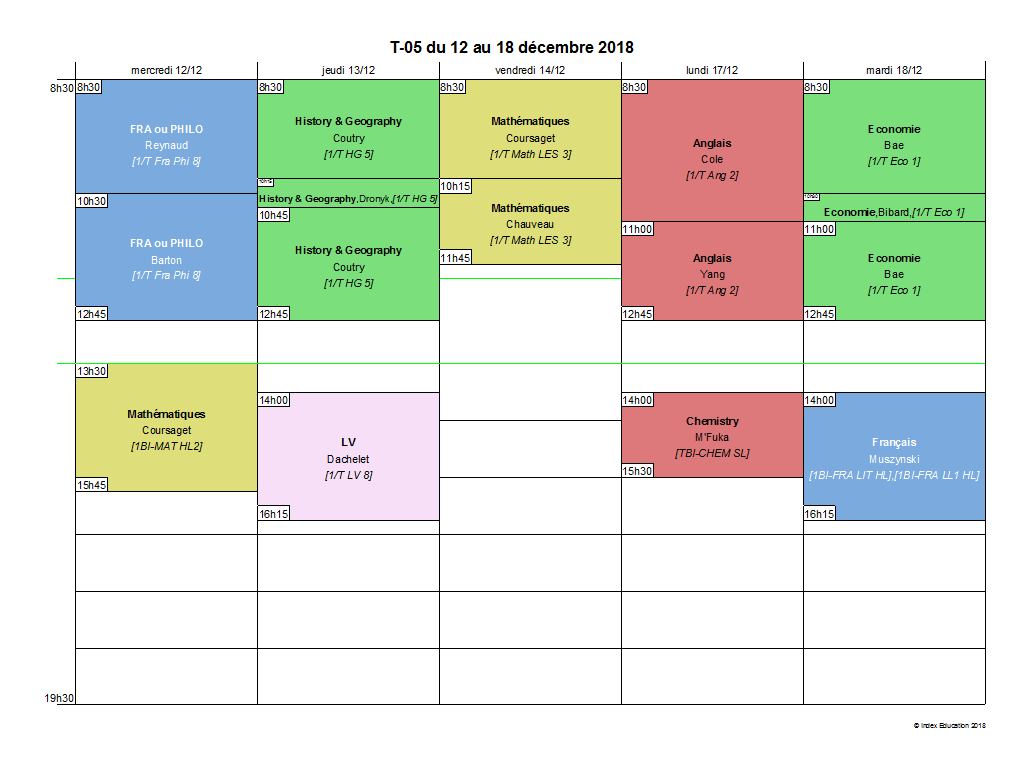 T-05 du 12 au 18 décembre 2018
mercredi 12/12
jeudi 13/12
vendredi 14/12
lundi 17/12
mardi 18/12
8h30
8h30
FRA ou PHILO
Reynaud
[1/T Fra Phi 8]
10h30
FRA ou PHILO
Barton
[1/T Fra Phi 8]
12h45
13h30
Mathématiques
Coursaget
[1BI-MAT HL2]
15h45
8h30
History & Geography
Coutry
[1/T HG 5]
History & Geography,Dronyk,[1/T HG 5]
10h45
History & Geography
Coutry
[1/T HG 5]
12h45
14h00
LV
Dachelet
[1/T LV 8]
16h15
8h30
Mathématiques
Coursaget
[1/T Math LES 3]
10h15
Mathématiques
Chauveau
[1/T Math LES 3]
11h45
8h30
Anglais
Cole
[1/T Ang 2]
11h00
Anglais
Yang
[1/T Ang 2]
12h45
14h00
Chemistry
M'Fuka
[TBI-CHEM SL]
15h30
8h30
Economie
Bae
[1/T Eco 1]
Economie,Bibard,[1/T Eco 1]
11h00
Economie
Bae
[1/T Eco 1]
12h45
14h00
Français
Muszynski
[1BI-FRA LIT HL],[1BI-FRA LL1 HL]
16h15
19h30
© Index Education 2018